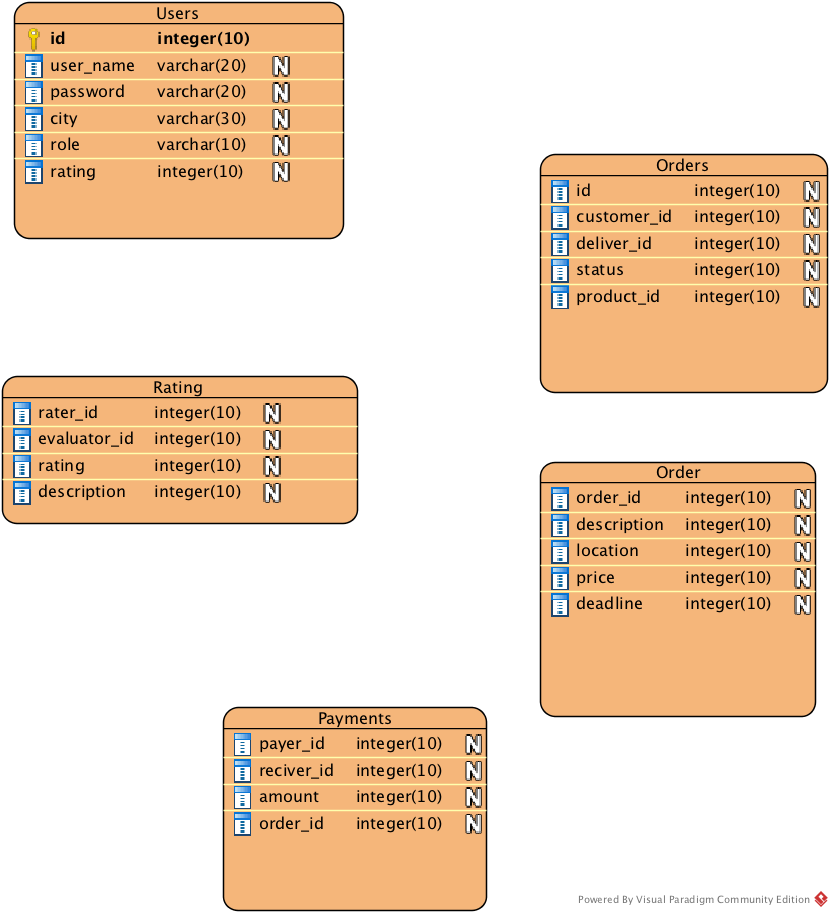 Users
id integer(10)
user_name varchar(20) N
password varchar(20) N
city varchar(30) N
role varchar(10) N
rating integer(10) N
Orders
id integer(10) N
customer_id integer(10) N
deliver_id integer(10) N
status integer(10) N
product_id integer(10) N
Rating
rater_id integer(10) N
evaluator_id integer(10) N
rating integer(10) N
description integer(10) N
Order
order_id integer(10) N
description integer(10) N
location integer(10) N
price integer(10) N
deadline integer(10) N
Payments
payer_id integer(10) N
reciver_id integer(10) N
amount integer(10) N
order_id integer(10) N
Powered By Visual Paradigm Community Edition